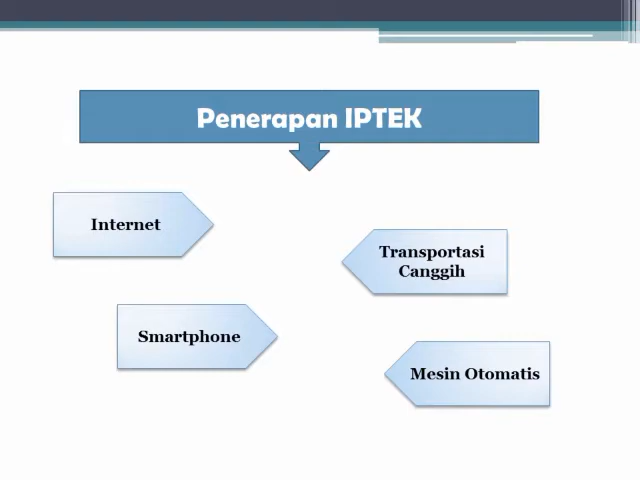 Penerapan IPTEK
Internet
Transportasi
Canggih
Smartphone
Mesin Otomatis